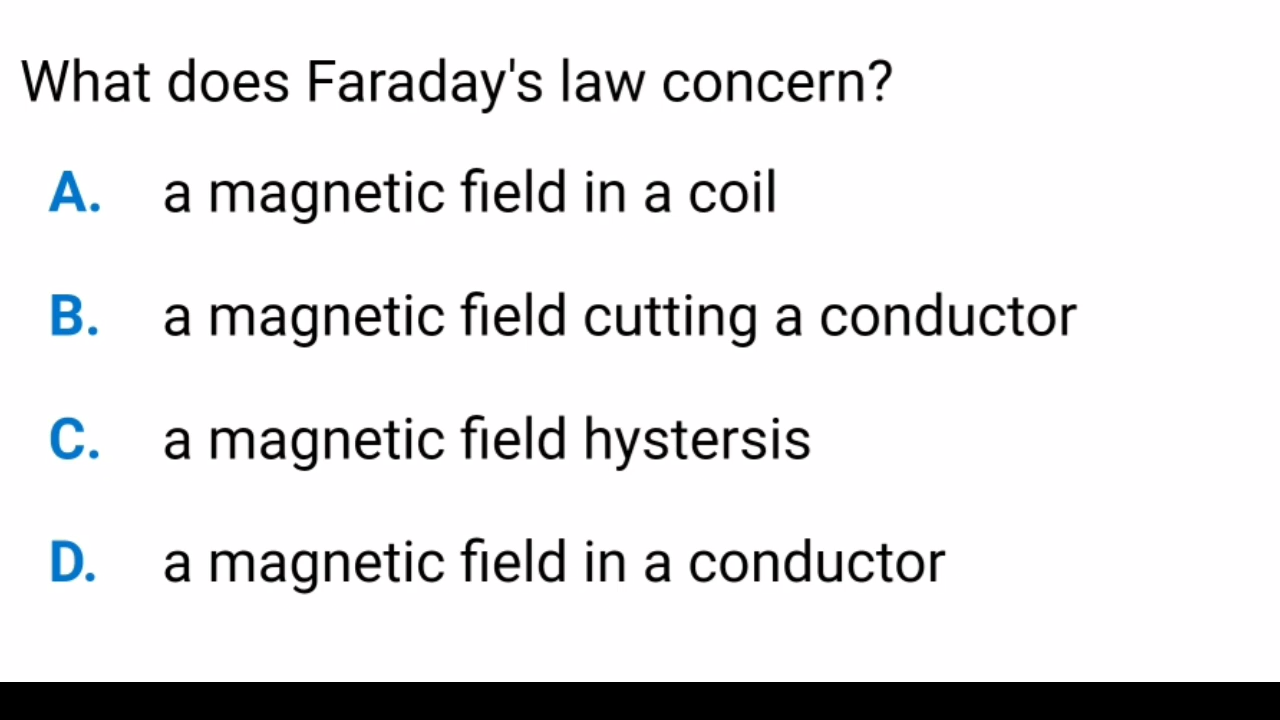 What does Faraday's law concern?
A. a magnetic field in a coil
B. a magnetic field cutting a conductor
C. a magnetic field hystersis
D. a magnetic field in a conductor